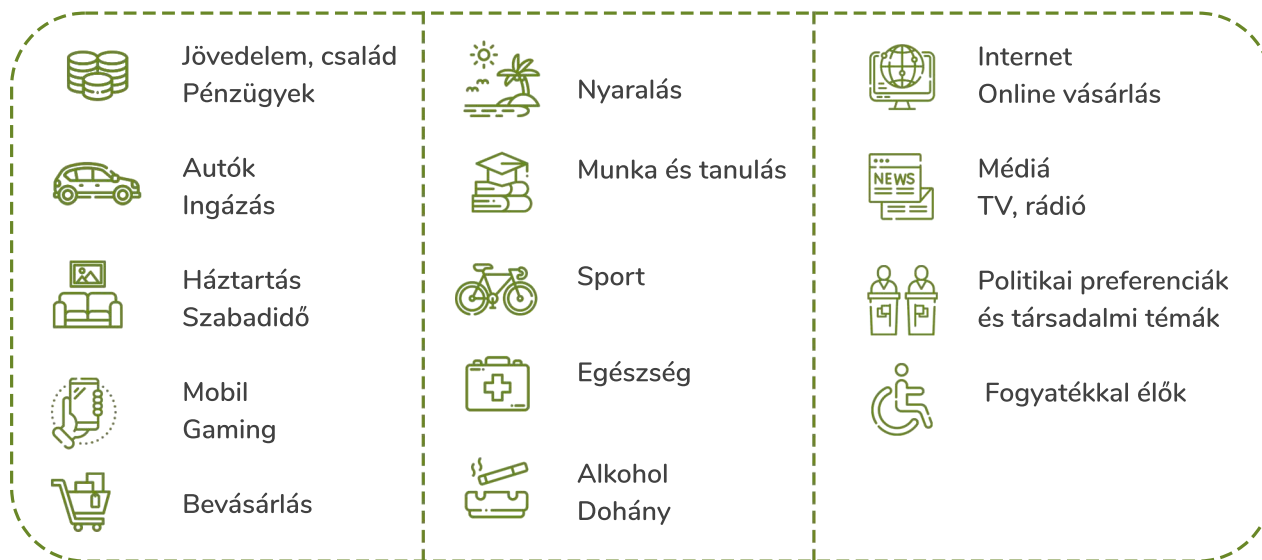 Jövedelem, család
Pénzügyek
Autók
Ingázás
Háztartás
Szabadidő
Mobil
Gaming
Bevásárlás
Nyaralás
Munka és tanulás
Sport
Egészség
Alkohol
Dohány
Internet
Online vásárlás
NEWS
Médiá
TV, rádió
Politikai preferenciák
és társadalmi témák
Fogyatékkal élők